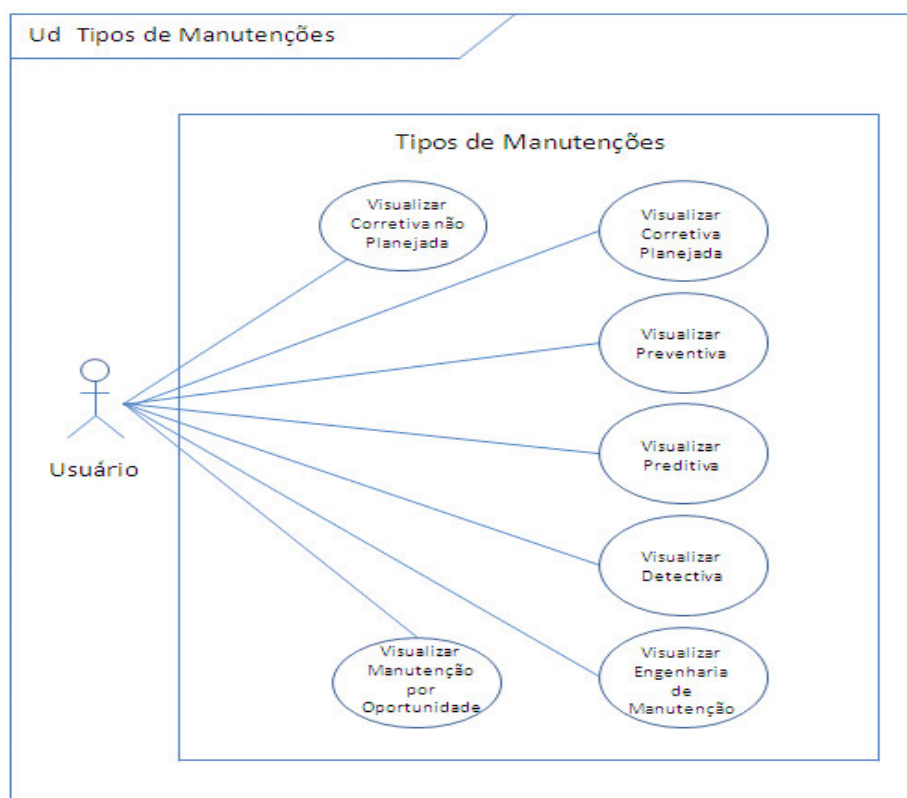 Ud Tipos de Manutenções
Tipos de Manutenções
Visualizar
Corretiva não
Planejada
Visualizar
Corretiva
Planejada
Visualizar
Preventiva
Visualizar
Preditiva
Usuário
Visualizar
Detectiva
Visualizar
Manutenção
por
Oportunidade
Visualizar
Engenharia
de
Manutenção